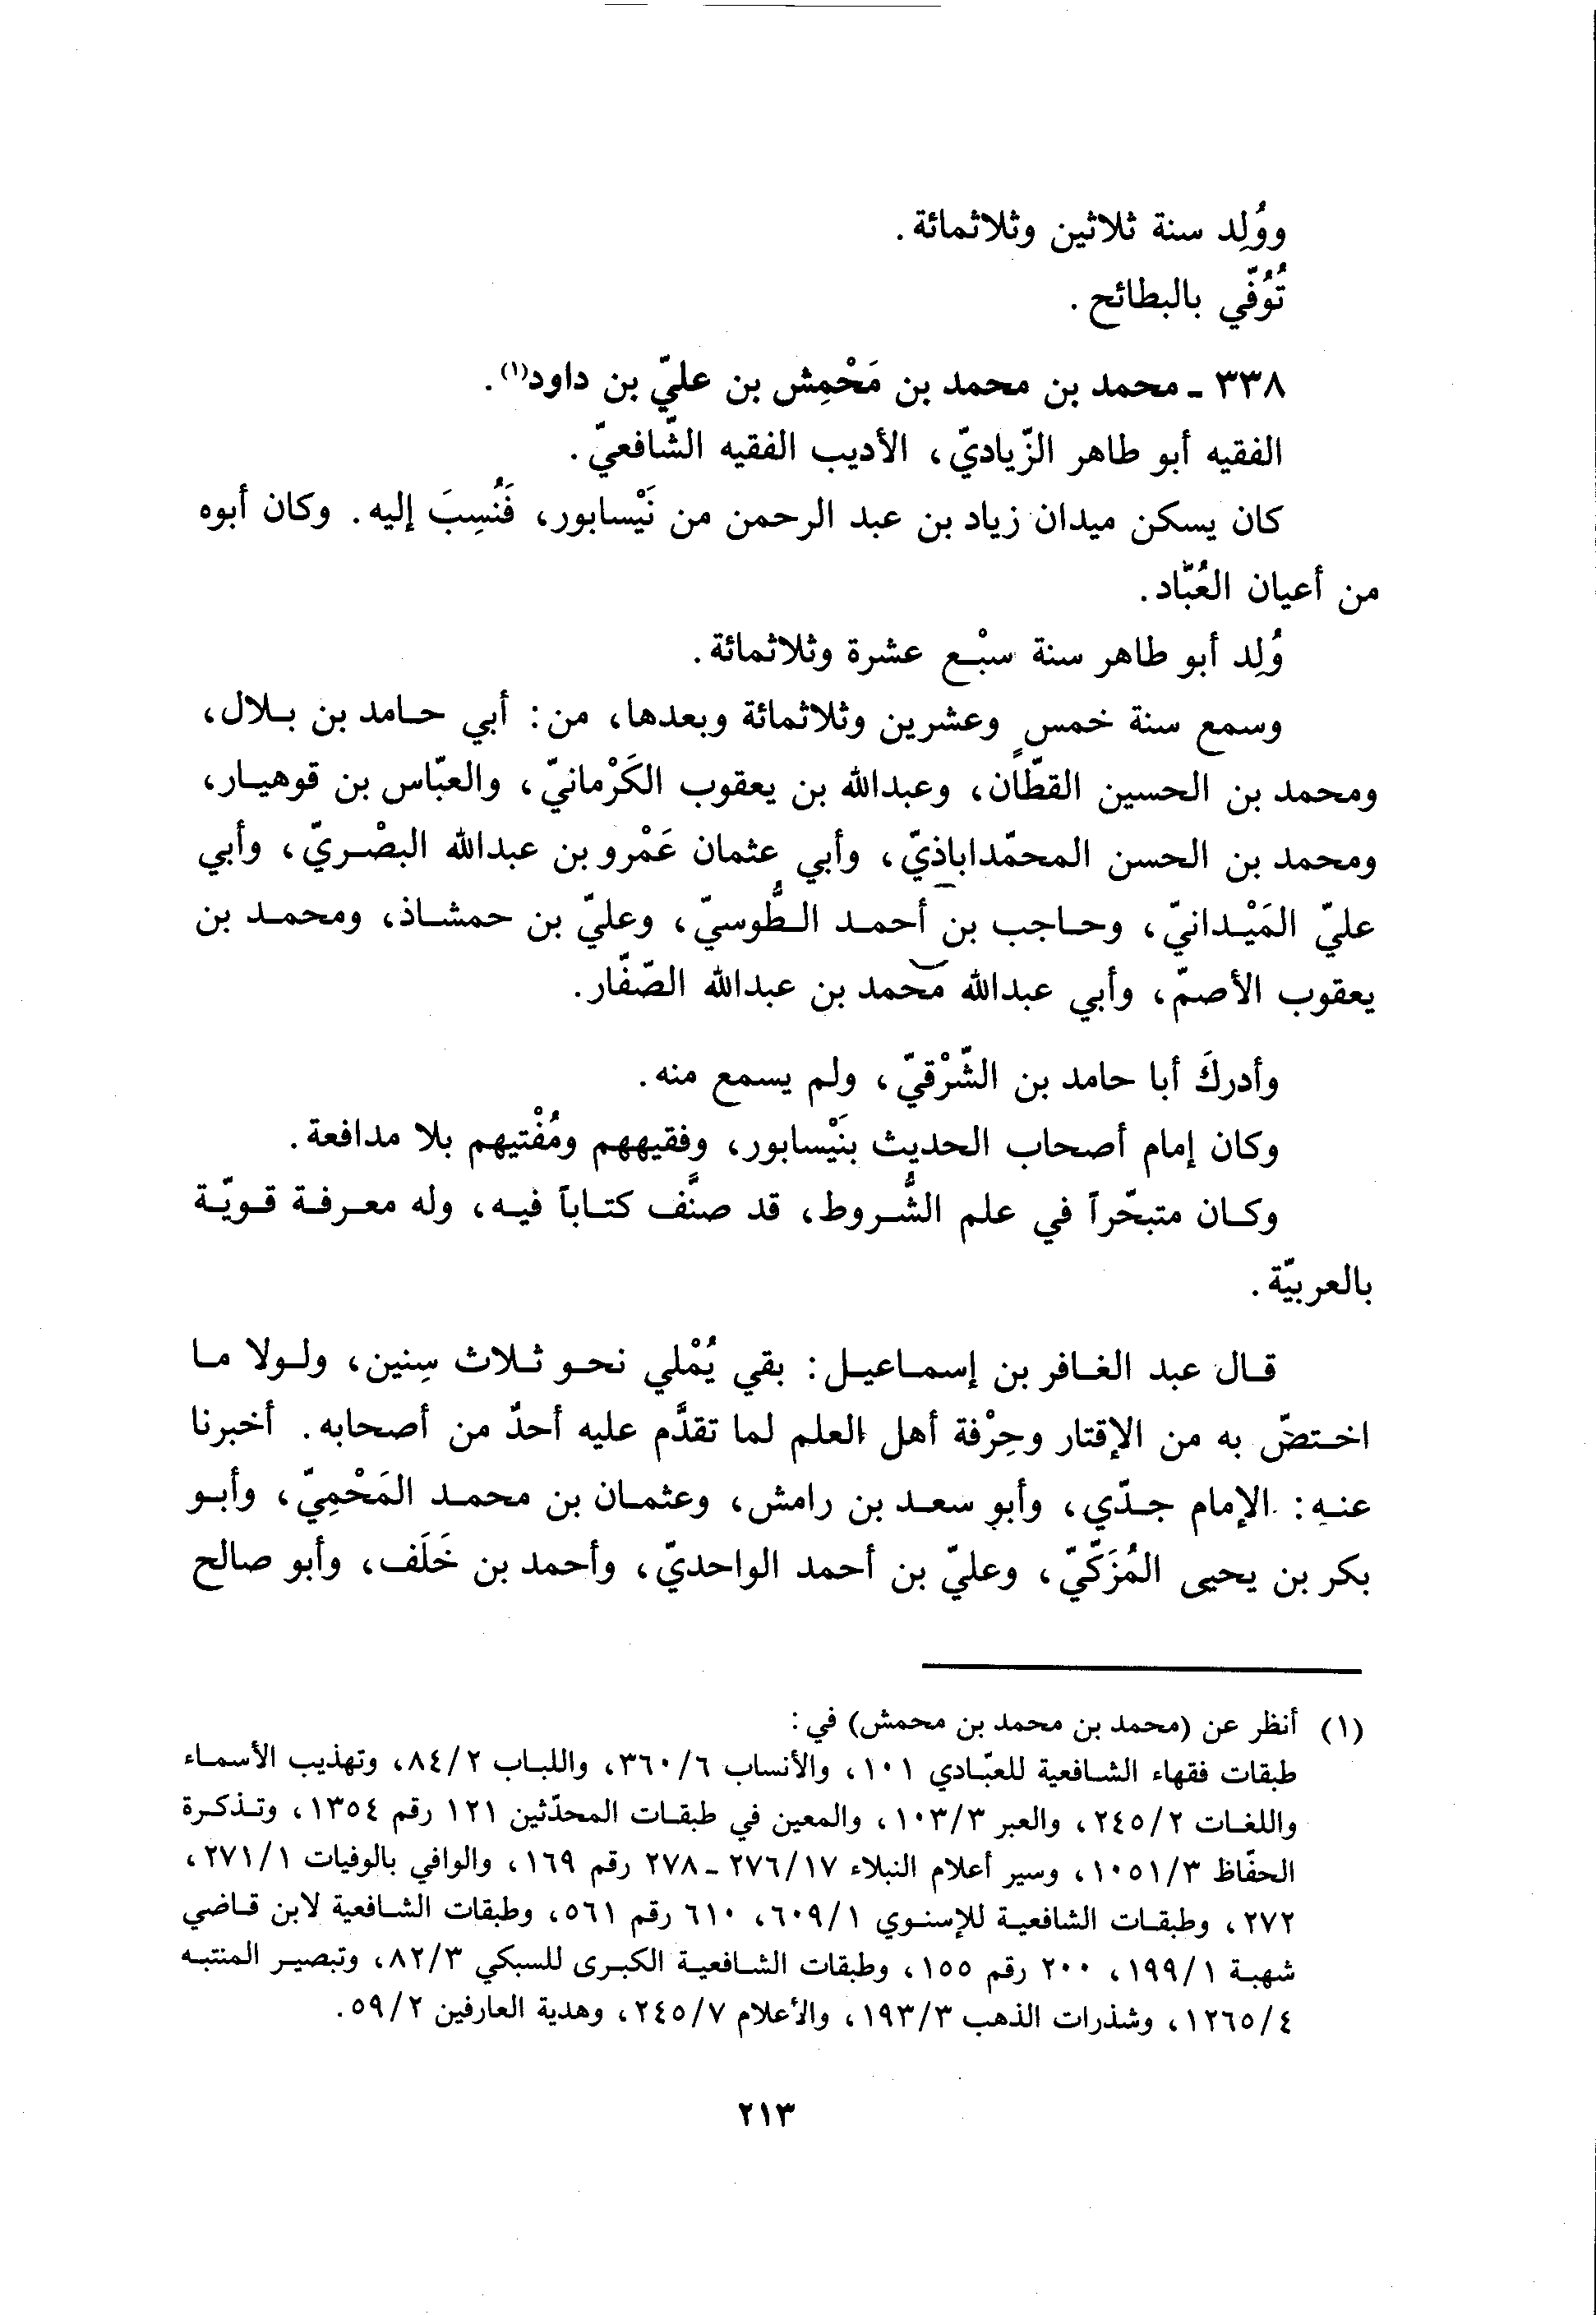 ووُلِد سنة ثلاثين وثلاثمائة.
تُوُفّي بالبطائح.
٣٣٨ ـ محمد بن محمد بن مَحْمِش بن عليّ بن داود(١).
الفقيه أبو طاهر الزّياديّ، الأديب الفقيه الشّافعيّ.
كان يسكن ميدان زياد بن عبد الرحمن من نَيْسابور، فَنُسِبَ إليه. وكان أبوه
من أعيان العُبّاد.
وُلِد أبو طاهر سنة سبْع عشرة وثلاثمائة.
وسمع سنة خمسٍ وعشرين وثلاثمائة وبعدها، من: أبي حامد بن بلال،
ومحمد بن الحسين القطّان، وعبدالله بن يعقوب الكَرْمانيّ، والعبّاس بن قوهيار،
ومحمد بن الحسن المحمّداباذيّ، وأبي عثمان عَمْرو بن عبدالله البصْريّ، وأبي
عليّ المَيْدانيّ، وحاجب بن أحمد الطُّوسيّ، وعليّ بن حمشاذ، ومحمد بن
يعقوب الأصمّ، وأبي عبدالله محمد بن عبدالله الصّفّار.
وأدركَ أبا حامد بن الشّرْقيّ، ولم يسمع منه.
وكان إمام أصحاب الحديث بنَيْسابور، وفقيههم ومُفْتيهم بلا مدافعة.
وكان متبحّراً في علم الشُّروط، قد صنَّف كتاباً فيه، وله معرفة قويّة
بالعربيّة.
قال عبد الغافر بن إسماعيل: بقي يُمْلي نحو ثلاث سِنين، ولولا ما
اختصّ به من الإقتار وحِرْفة أهل العلم لما تقدَّم عليه أحدٌ من أصحابه. أخبرنا
عنه: الإمام جدّي، وأبو سعد بن رامش، وعثمان بن محمد المَحْمِيّ، وأبو
بكر بن يحيى المُزَكّيّ، وعليّ بن أحمد الواحديّ، وأحمد بن خَلَف، وأبو صالح
(١) أنظر عن (محمد بن محمد بن محمش) في:
طبقات فقهاء الشافعية للعبّادي ١٠١، والأنساب ٣٦٠/٦، واللباب ٨٤/٢، وتهذيب الأسماء
واللغات ٢٤٥/٢، والعبر ١٠٣/٣، والمعين في طبقات المحدّثين ١٢١ رقم ١٣٥٤، وتذكرة
الحفّاظ ١٠٥١/٣، وسير أعلام النبلاء ٢٧٦/١٧ ـ ٢٧٨ رقم ١٦٩، والوافي بالوفيات ٢٧١/١،
٢٧٢، وطبقات الشافعية للإسنوي ٦٠٩/١، ٦١٠ رقم ٥٦١، وطبقات الشافعية لابن قاضي
شهبة ١٩٩/١، ٢٠٠ رقم ١٥٥، وطبقات الشافعية الكبرى للسبكي ٨٢/٣، وتبصير المنتبه
١٢٦٥/٤، وشذرات الذهب ١٩٣/٣، والأعلام ٢٤٥/٧، وهدية العارفين ٥٩/٢.
٢١٣